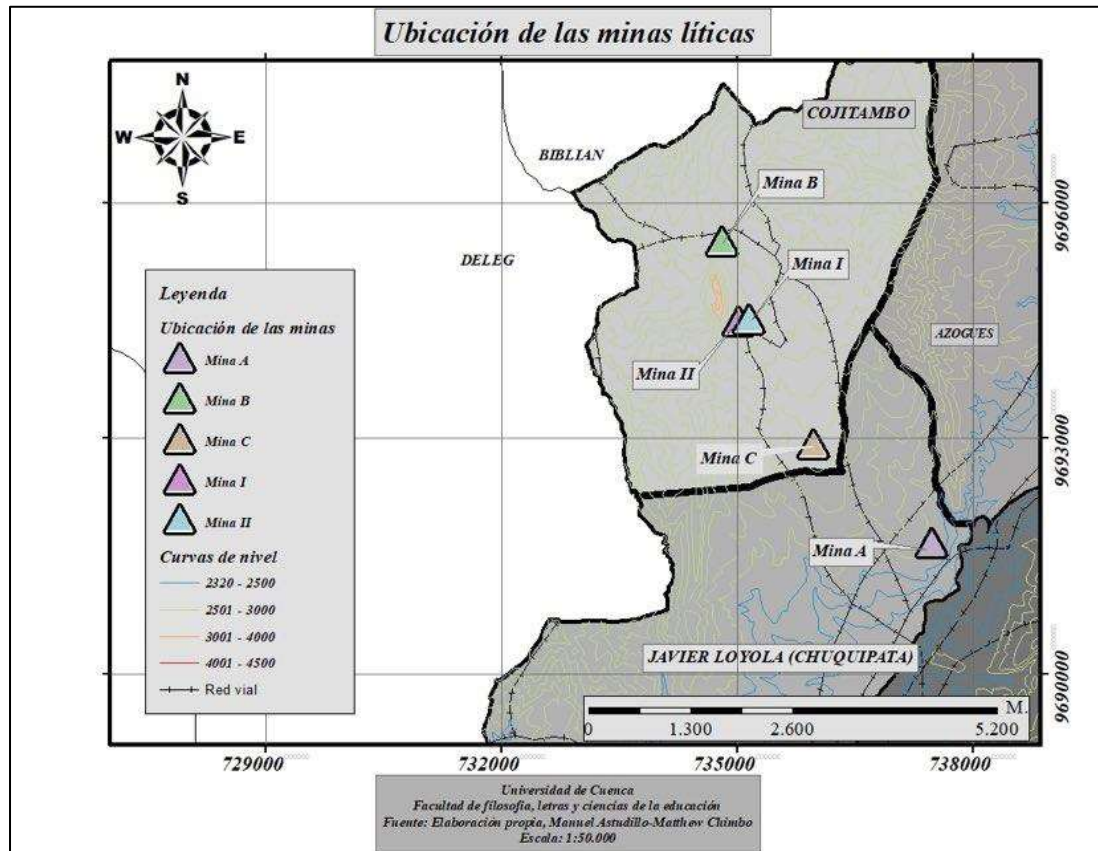 Ubicación de las minas líticas
N
W
E
S
COJITAMBO
BIBLIAN
Mina B
9696000
DELEG
Mina I
AZOGUES
Mina II
Mina C
9693000
Mina A
JAVIER LOYOLA (CHUQUIPATA)
9690000
Leyenda
Ubicación de las minas
Mina A
Mina B
Mina C
Mina I
Mina II
Curvas de nivel
2320 - 2500
2501 - 3000
3001 - 4000
4001 - 4500
Red vial
M.
0 1.300 2.600 5.200
729000 732000 735000 738000
Universidad de Cuenca
Facultad de filosofía, letras y ciencias de la educación
Fuente: Elaboración propia, Manuel Astudillo-Matthew Chimbo
Escala: 1:50.000